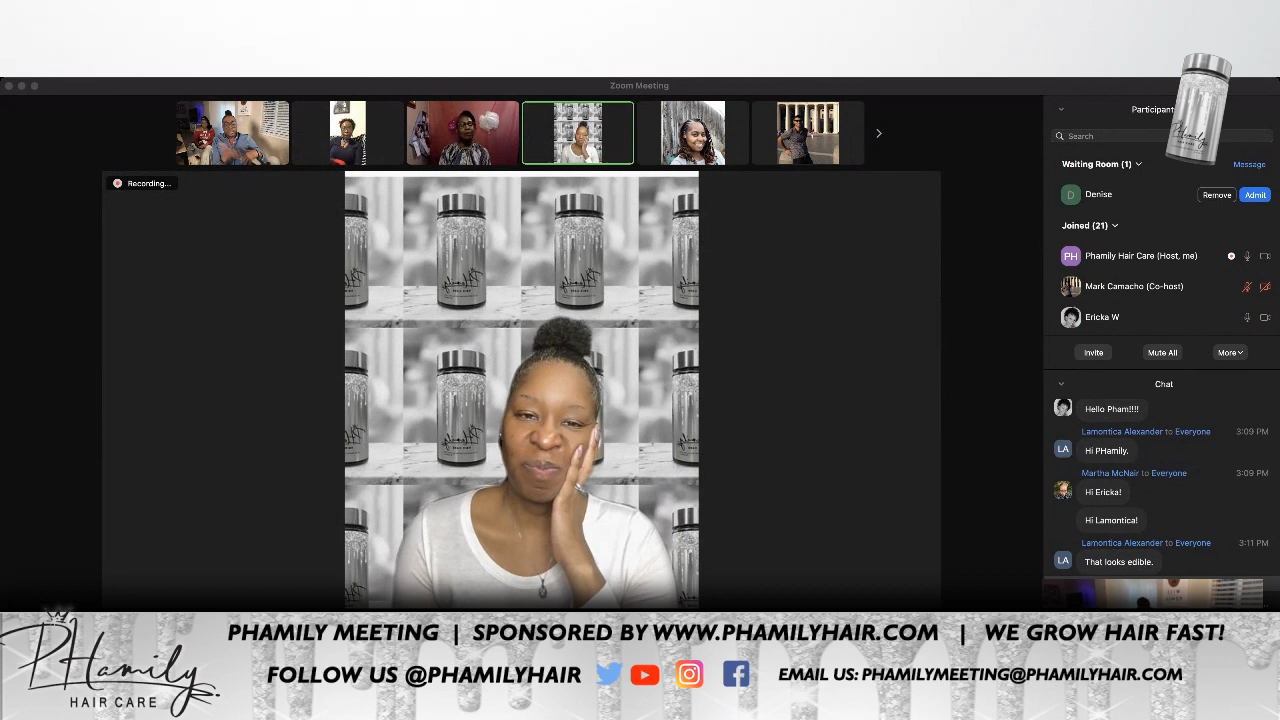 Zoom Meeting
Recording...
Participant
Search
Waiting Room (1)
Message
D
Denise
Remove
Admit
Joined (21)
PH
Phamily Hair Care (Host, me)
Mark Camacho (Co-host)
Ericka W
Invite
Mute All
More
Chat
Hello Pham!!!!
Lamontica Alexander to Everyone
3:09 PM
LA
Hi PHamily.
Martha McNair to Everyone
3:09 PM
Hi Ericka!
Hi Lamontica!
Lamontica Alexander to Everyone
3:11 PM
LA
That looks edible.
PHamily
HAIR CARE
PHAMILY MEETING | SPONSORED BY WWW.PHAMILYHAIR.COM | WE GROW HAIR FAST!
FOLLOW US @PHAMILYHAIR
EMAIL US: PHAMILYMEETING@PHAMILYHAIR.COM